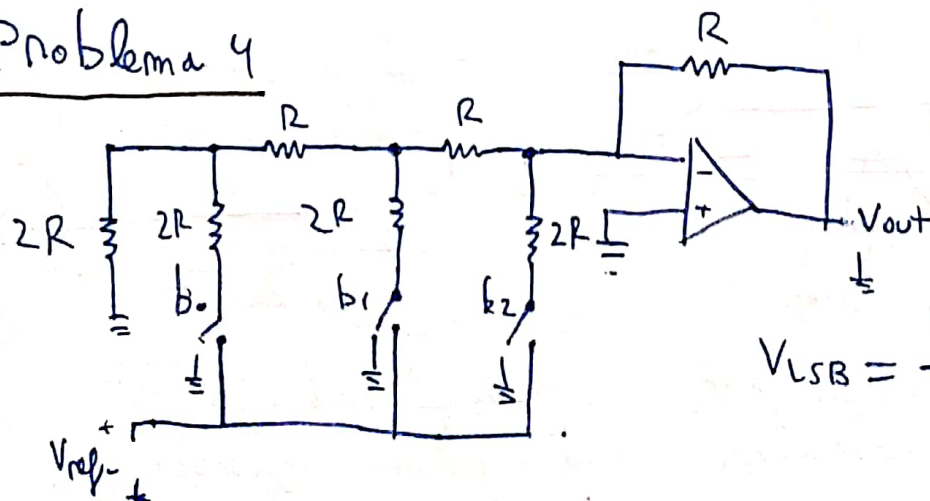 Problema 4
R
R
R
2R
2R
2R
2R
b0
b1
b2
-
+
Vout
VLSB = -
+
Vref-